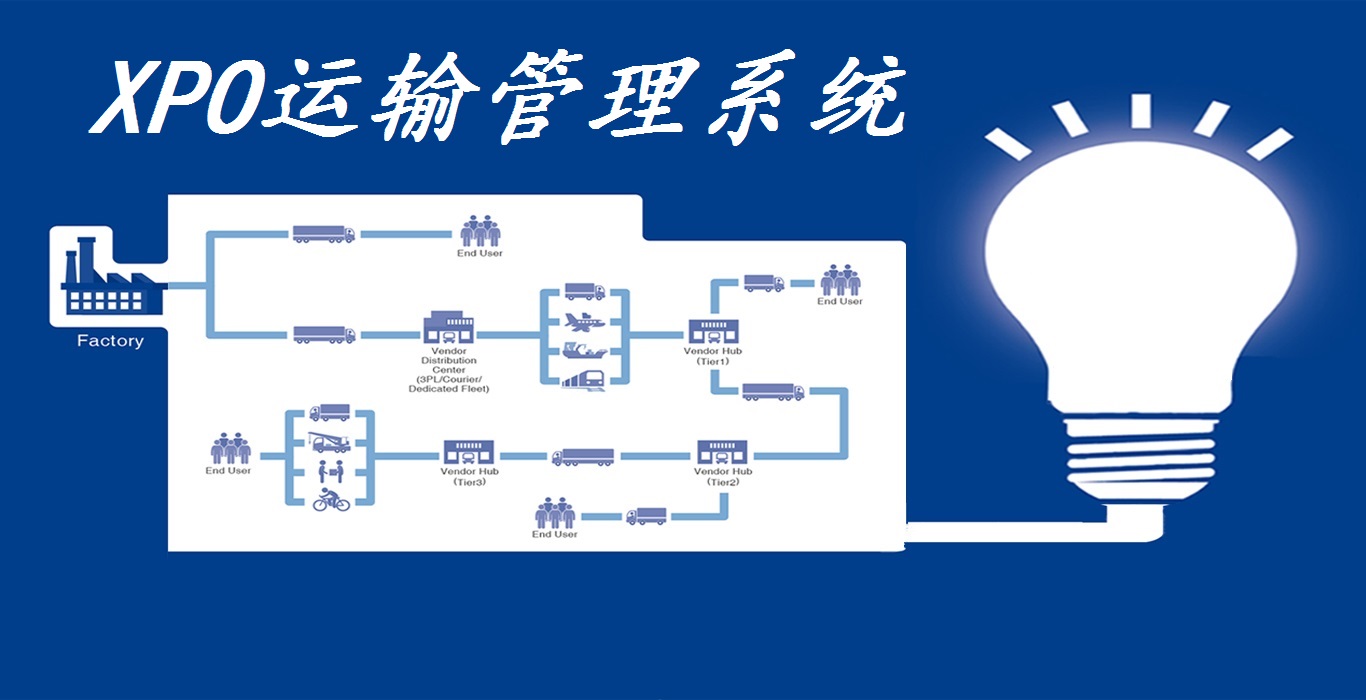 XPO运输管理系统
End User
Factory
Vendor
Distribution
Center
(3PL/Courier/
Dedicated Fleet)
End User
Vendor Hub
(Tier1)
End User
Vendor Hub
(Tier3)
Vendor Hub
(Tier2)
End User